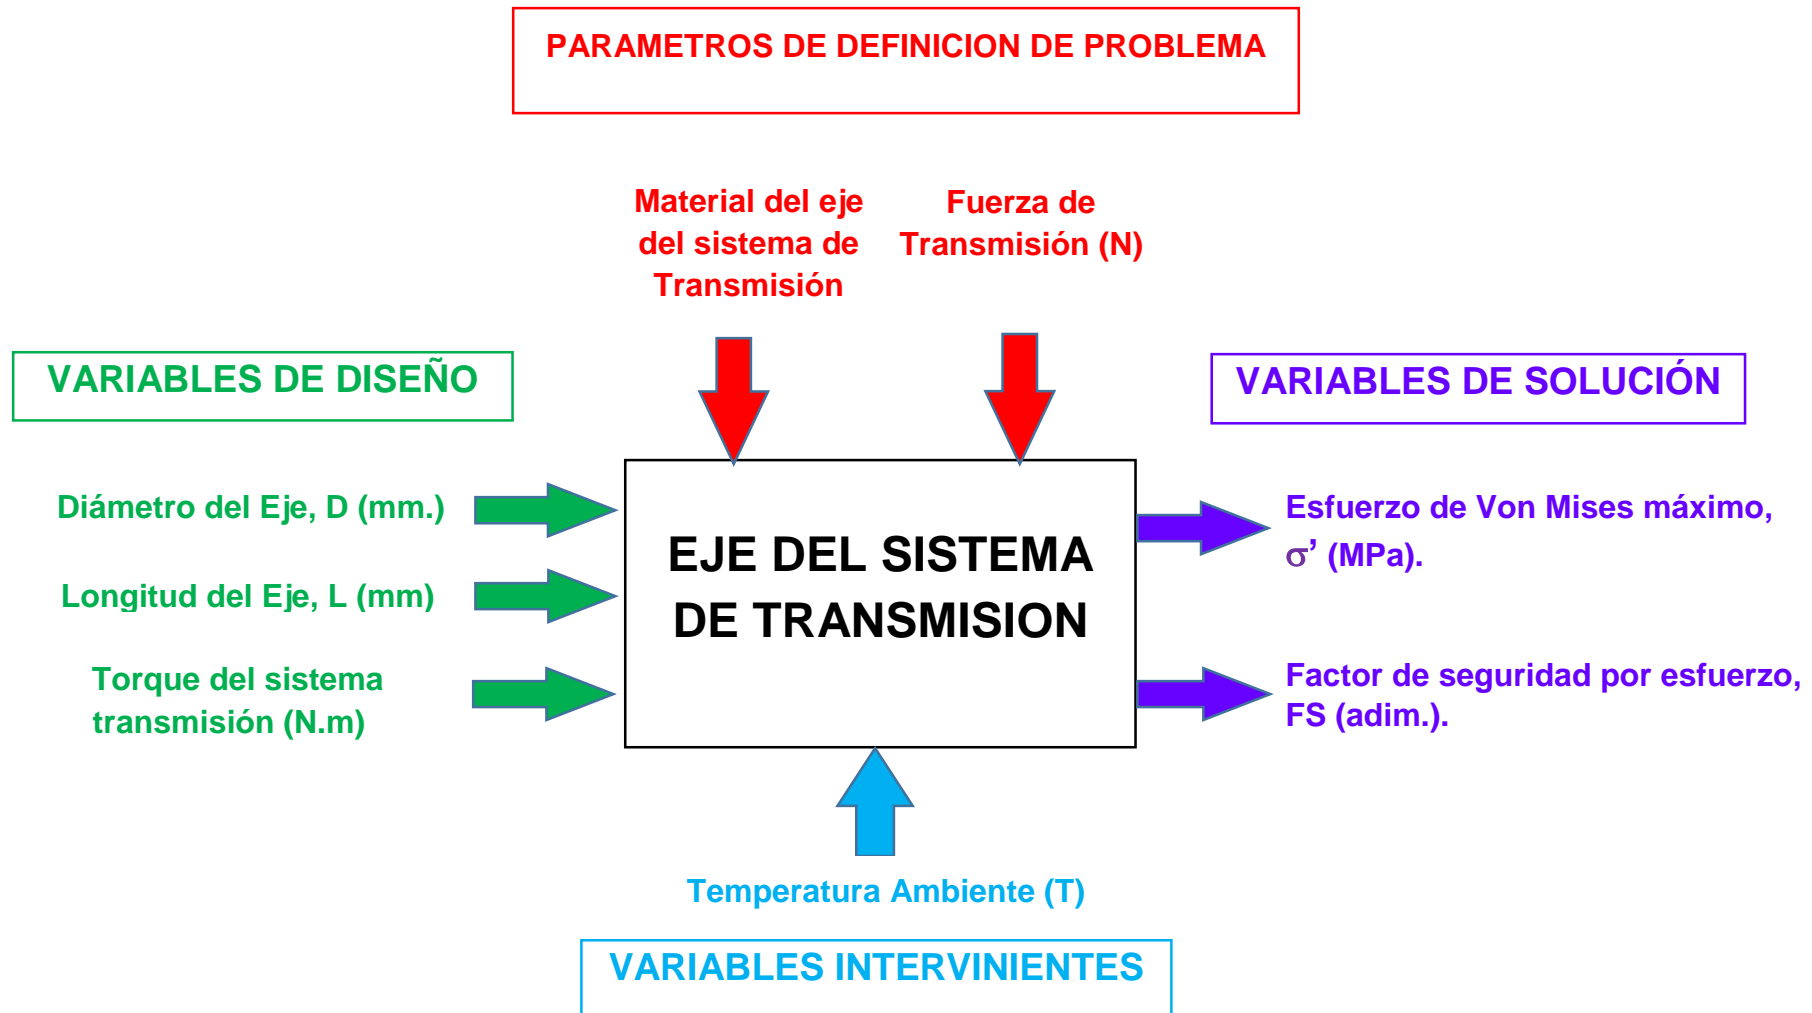 PARAMETROS DE DEFINICION DE PROBLEMA
Material del eje
del sistema de
Transmisión
Fuerza de
Transmisión (N)
VARIABLES DE DISEÑO
VARIABLES DE SOLUCIÓN
Diámetro del Eje, D (mm.)
Longitud del Eje, L (mm)
Torque del sistema
transmisión (N.m)
EJE DEL SISTEMA
DE TRANSMISION
Esfuerzo de Von Mises máximo,
σ’ (MPa).
Factor de seguridad por esfuerzo,
FS (adim.).
Temperatura Ambiente (T)
VARIABLES INTERVINIENTES